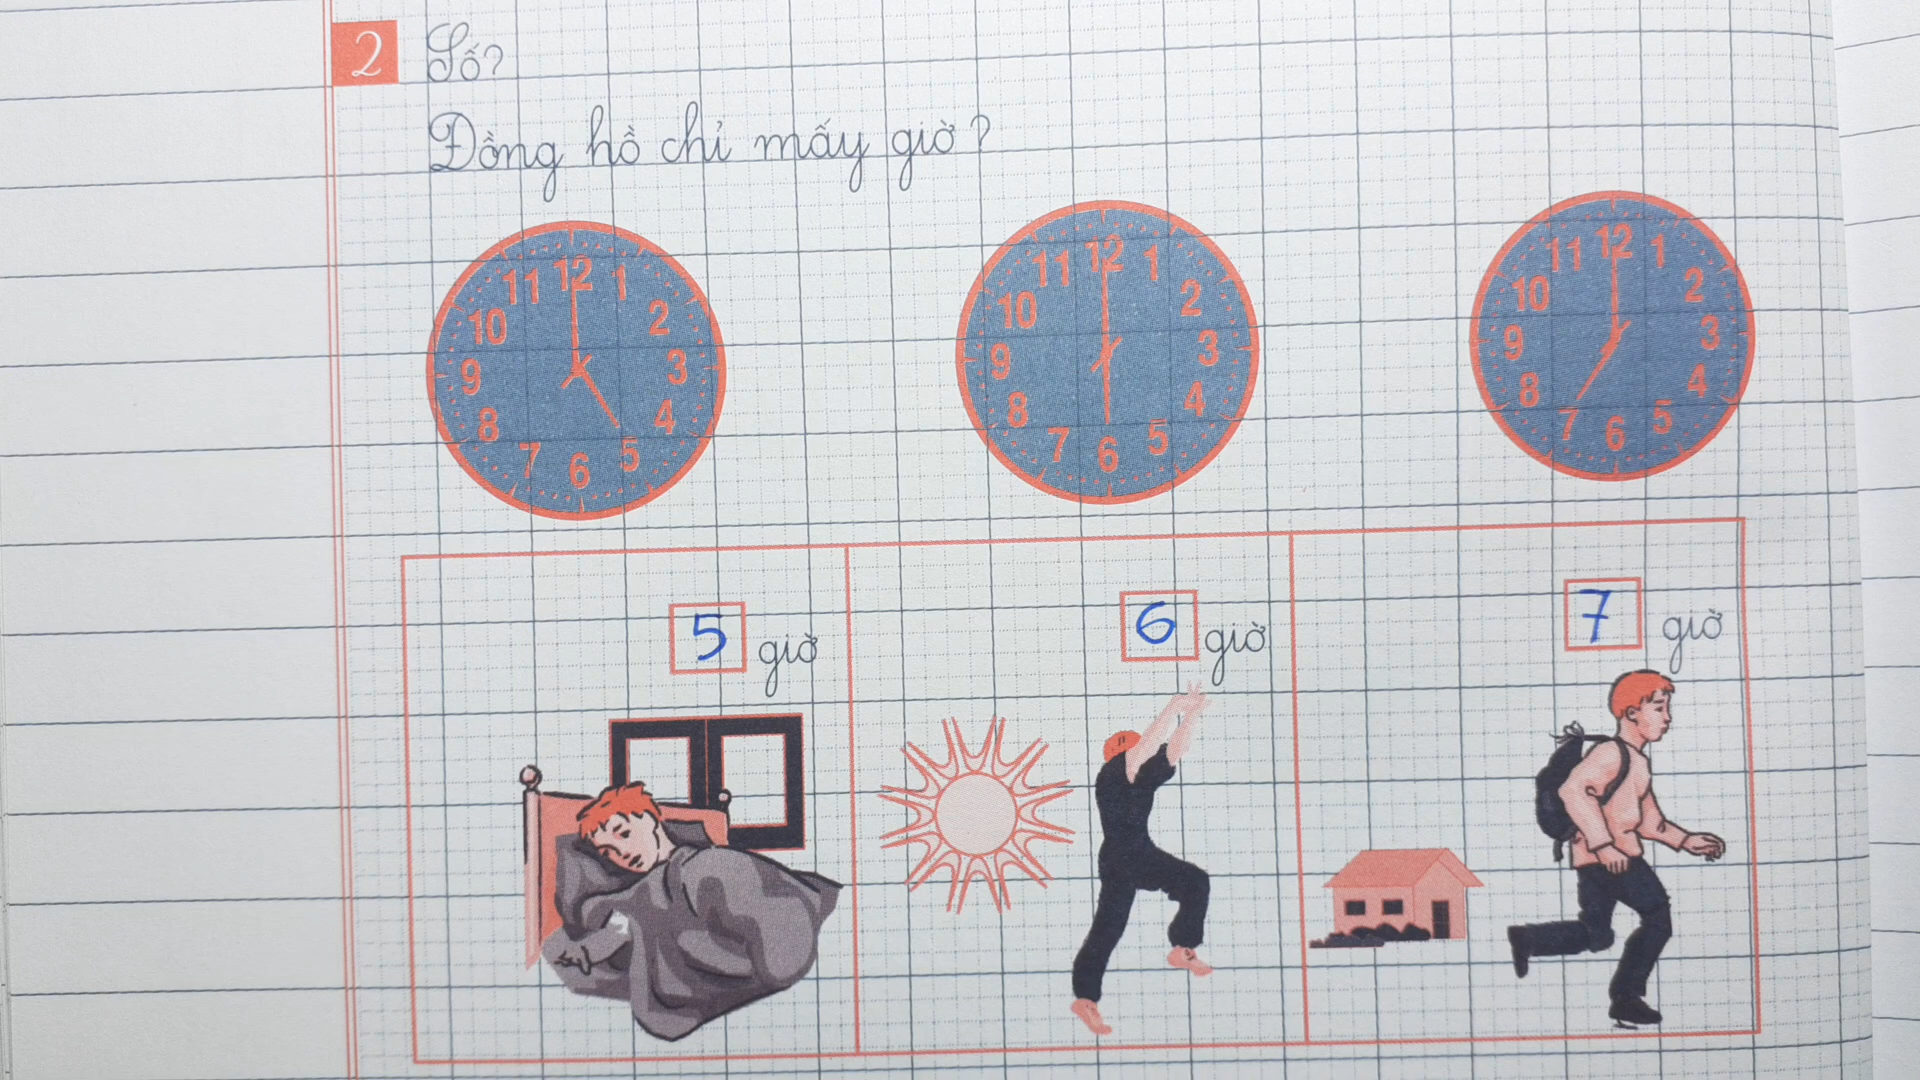 2 Số?
Đồng hồ chỉ mấy giờ?
12 1 2 3 4 5 6 7 8 9 10 11
12 1 2 3 4 5 6 7 8 9 10 11
12 1 2 3 4 5 6 7 8 9 10 11
5 giờ
6 giờ
7 giờ